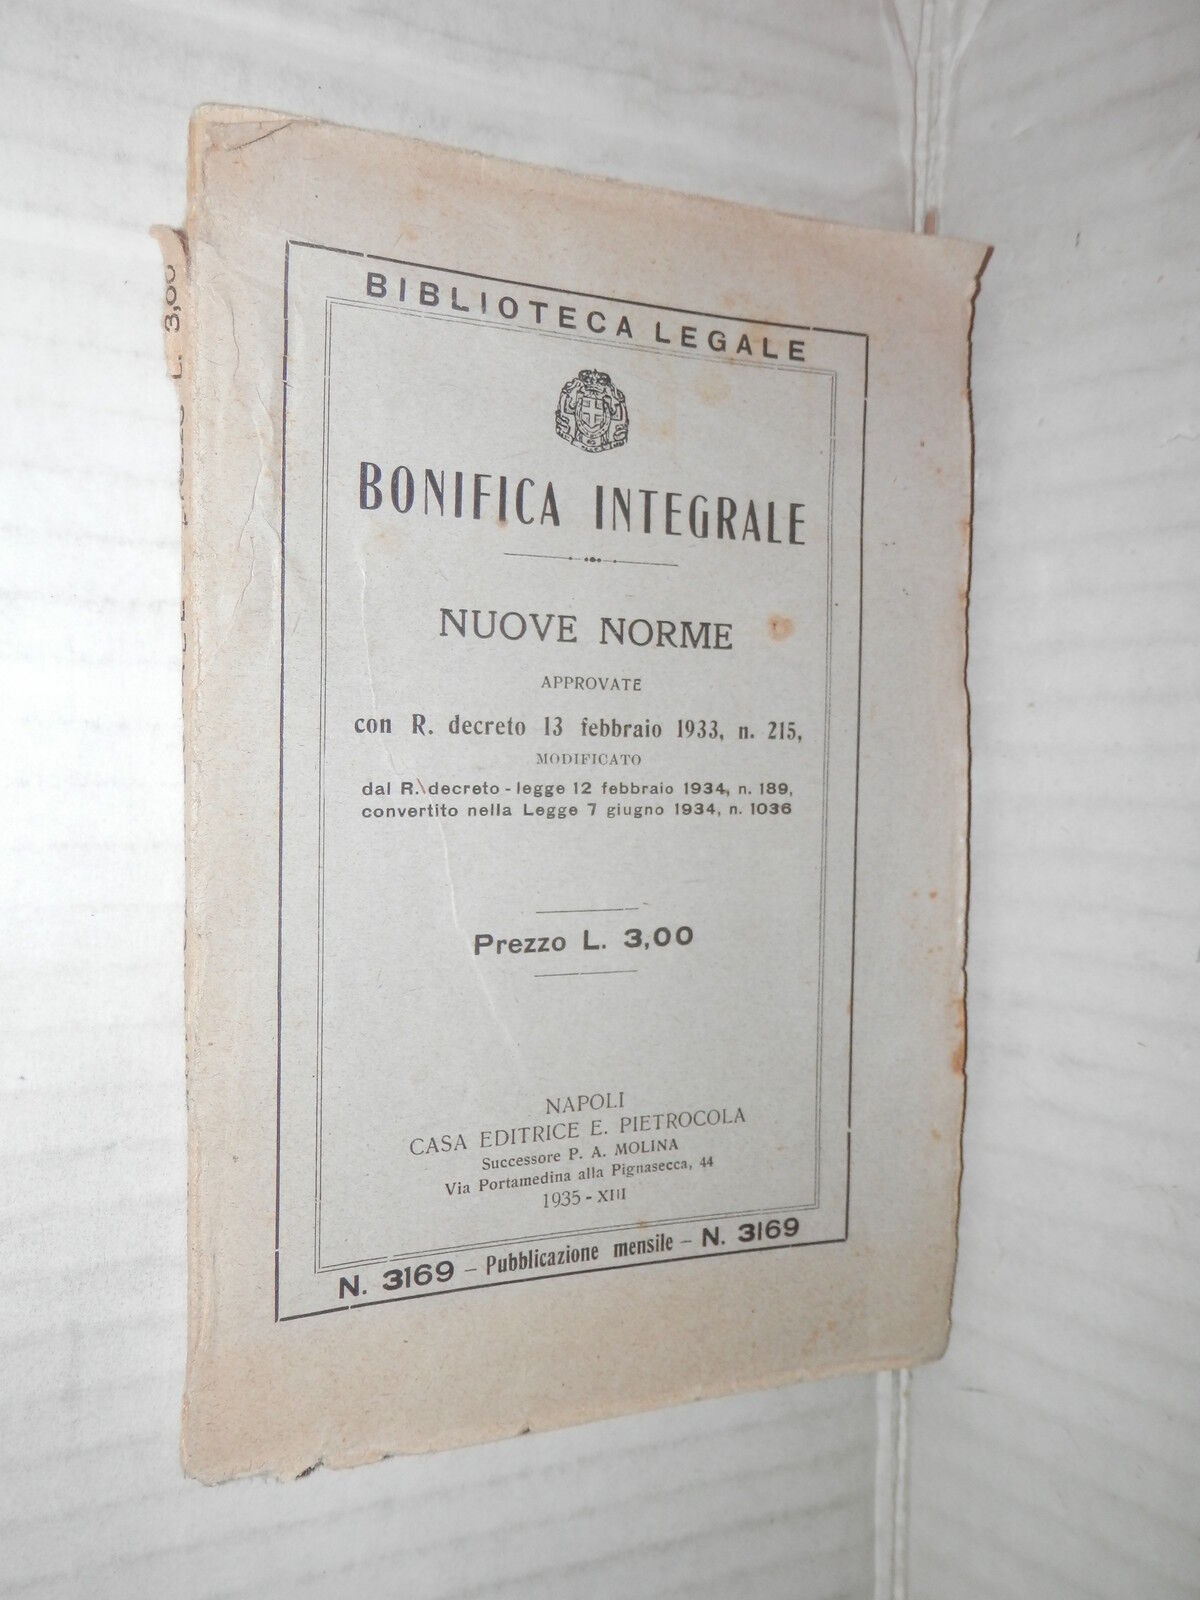 BIBLIOTECA LEGALE
BONIFICA INTEGRALE
NUOVE NORME
APPROVATE
con R. decreto 13 febbraio 1933, n. 215,
MODIFICATO
dal R. decreto - legge 12 febbraio 1934, n. 189,
convertito nella Legge 7 giugno 1934, n. 1036
Prezzo L. 3,00
NAPOLI
CASA EDITRICE E. PIETROCOLA
Successore P. A. MOLINA
Via Portamedina alla Pignasecca, 44
1935 - XIII
N. 3169 – Pubblicazione mensile – N. 3169
L. 3,00